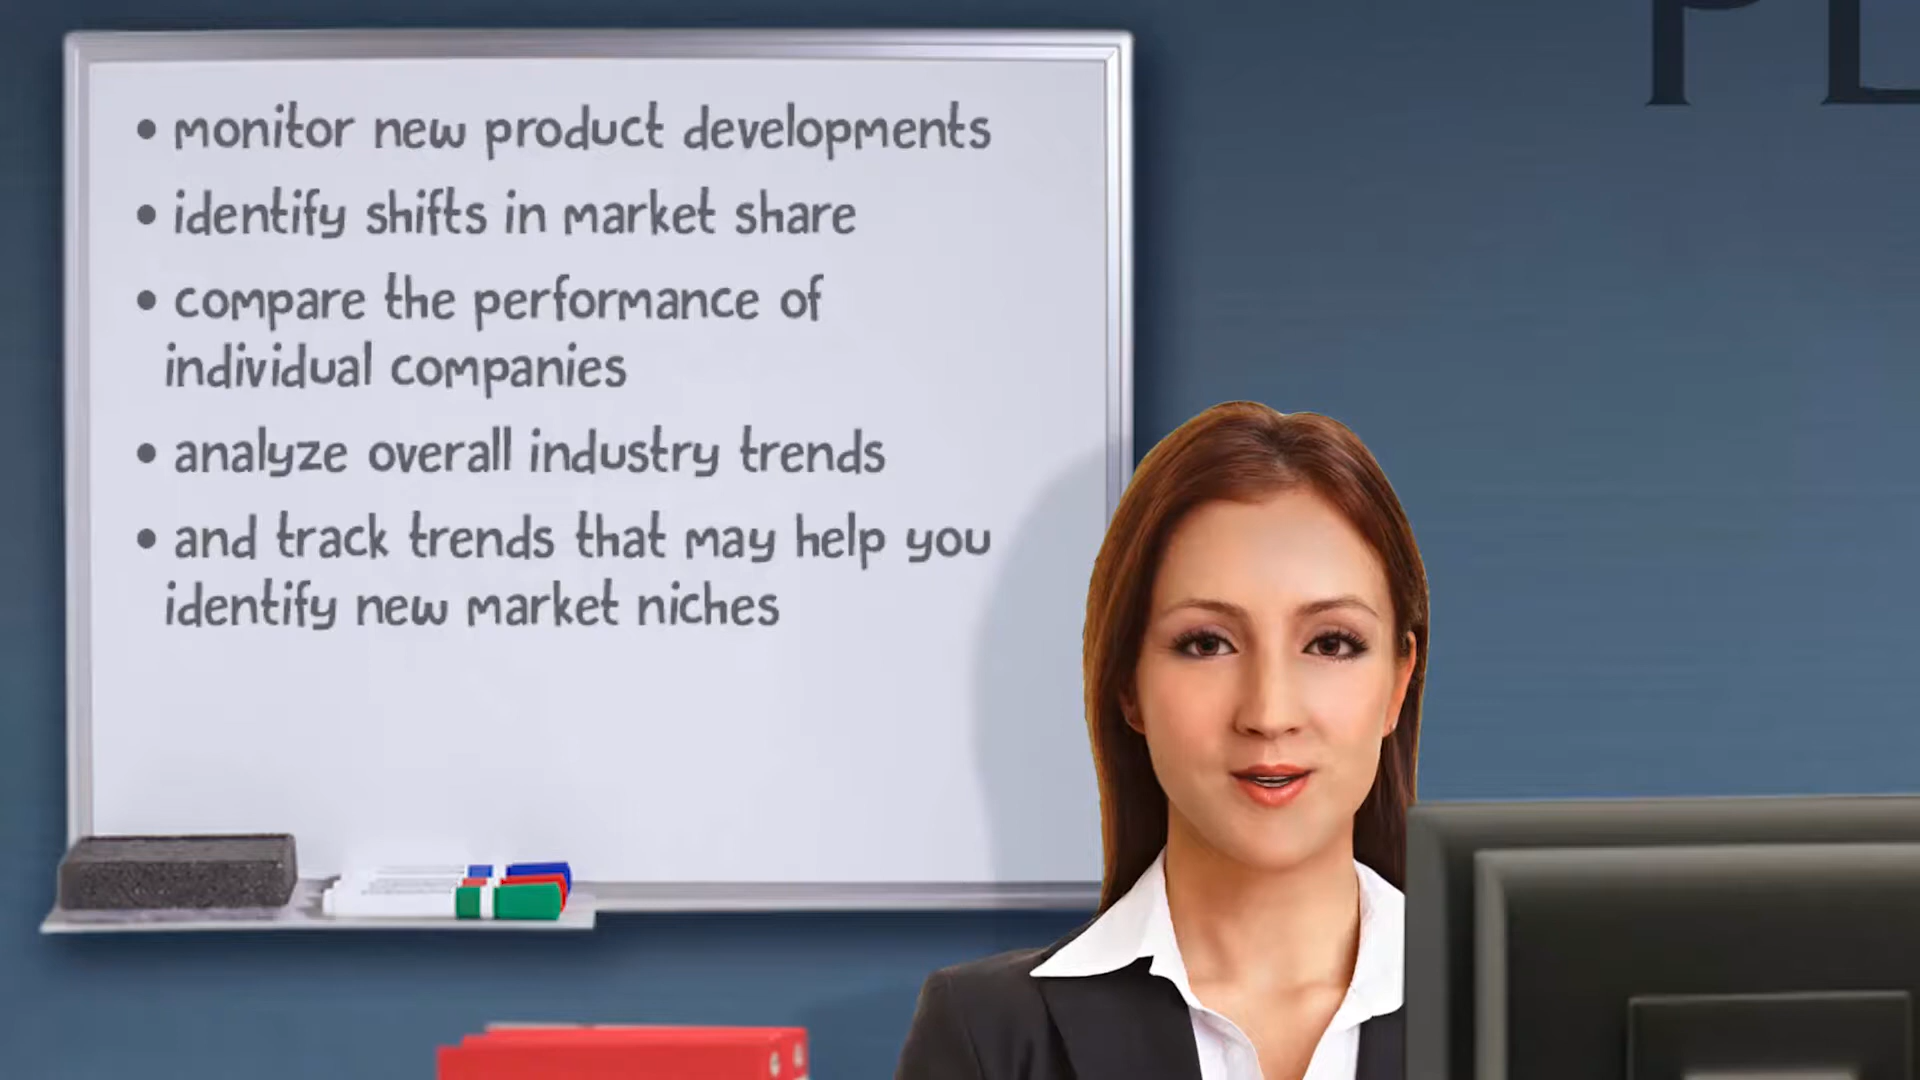 • monitor new product developments
• identify shifts in market share
• compare the performance of
individual companies
• analyze overall industry trends
• and track trends that may help you
identify new market niches